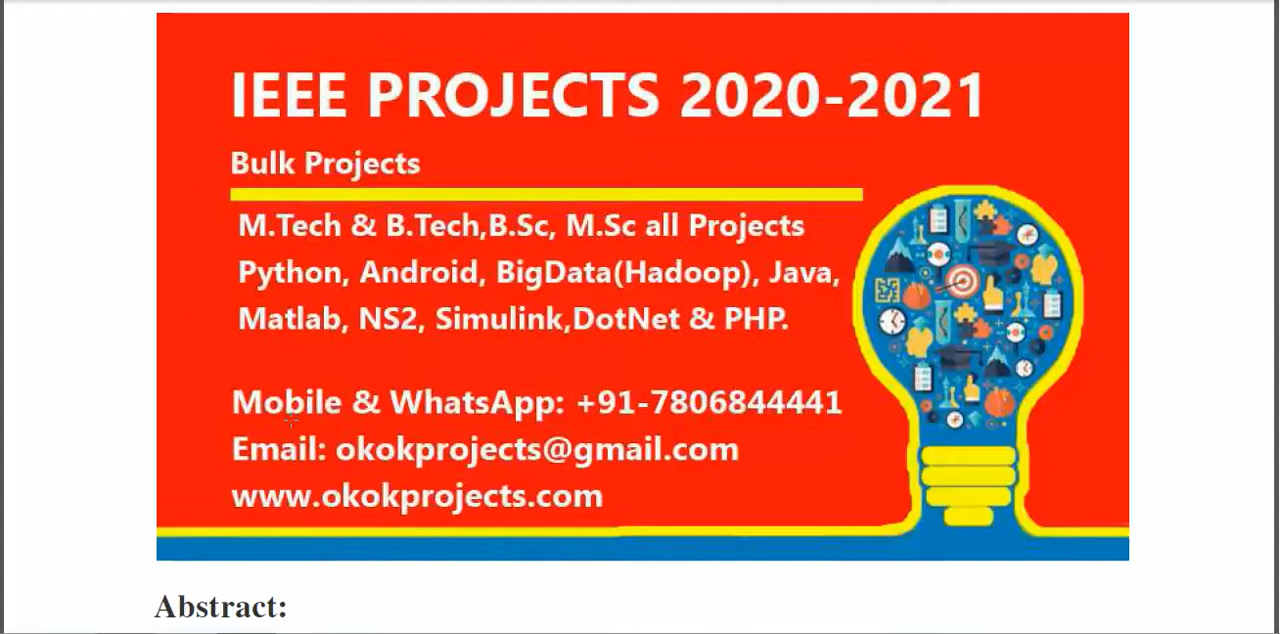 IEEE PROJECTS 2020-2021
Bulk Projects
M.Tech & B.Tech,B.Sc, M.Sc all Projects
Python, Android, BigData(Hadoop), Java,
Matlab, NS2, Simulink,DotNet & PHP.
Mobile & WhatsApp: +91-7806844441
Email: okokprojects@gmail.com
www.okokprojects.com
Abstract: